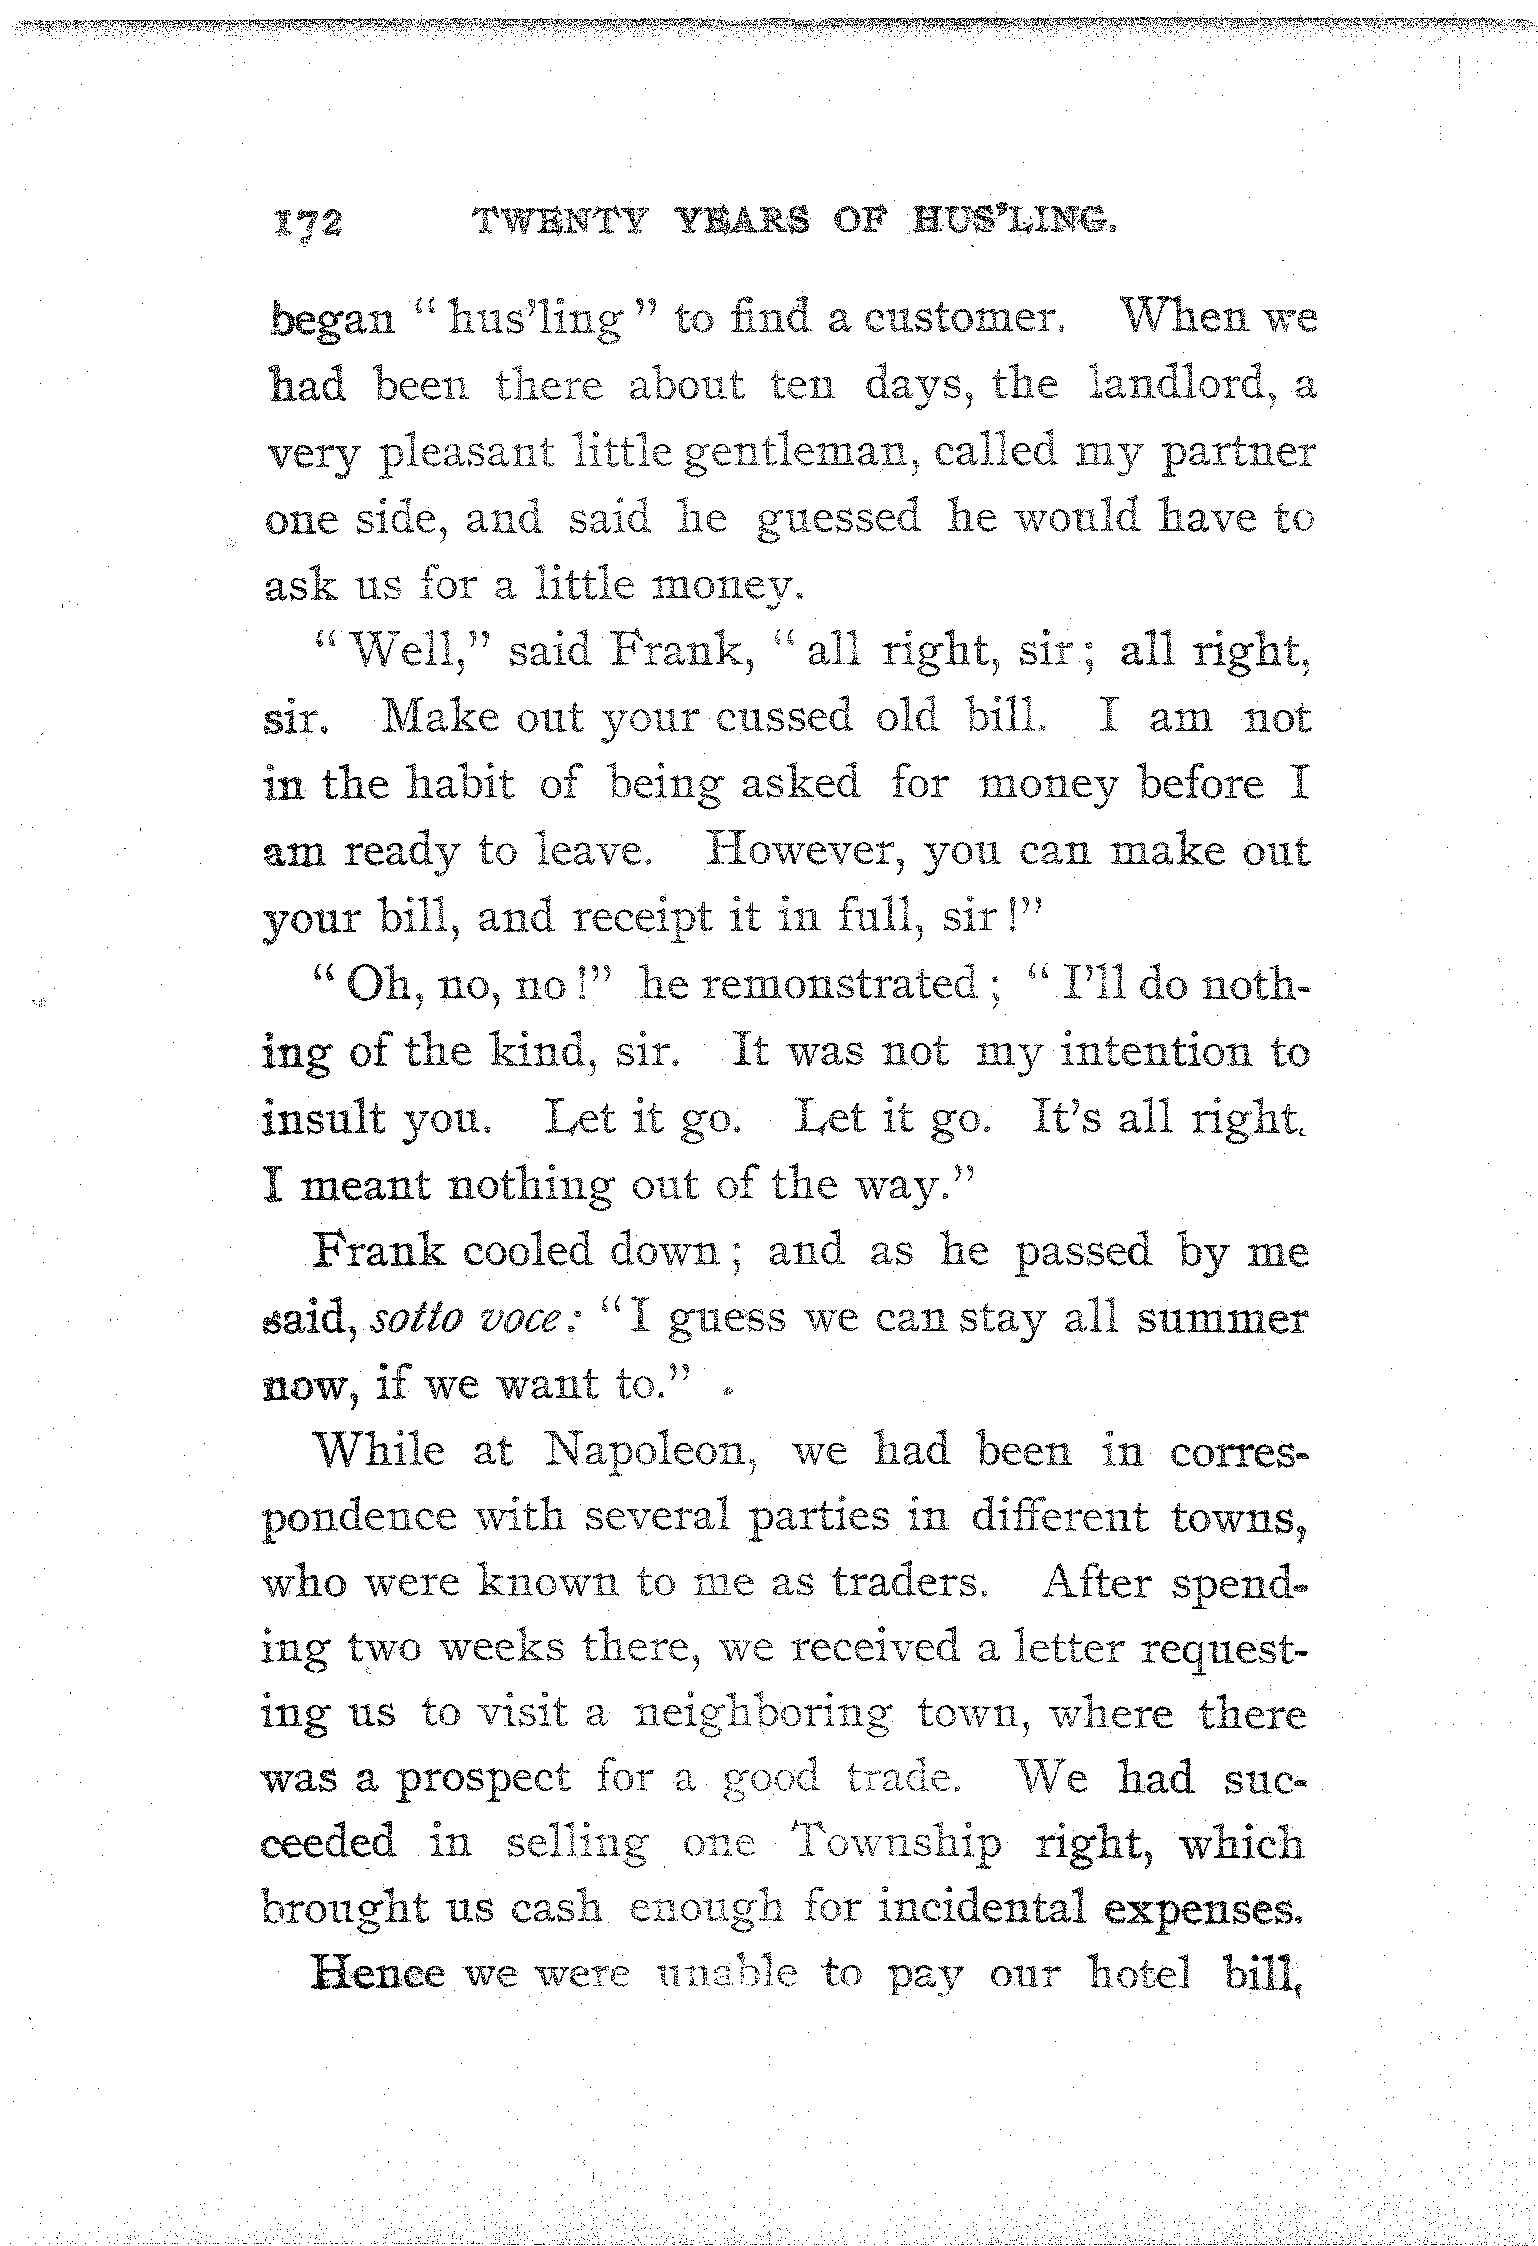 172 TWENTY YEARS OF HUS'LING.
began "hus'ling" to find a customer. When we
had been there about ten days, the landlord, a
very pleasant little gentleman, called my partner
one side, and said he guessed he would have to
ask us for a little money.
"Well," said Frank, "all right, sir; all right,
sir. Make out your cussed old bill. I am not
in the habit of being asked for money before I
am ready to leave. However, you can make out
your bill, and receipt it in full, sir!"
"Oh, no, no!" he remonstrated; "I'll do noth-
ing of the kind, sir. It was not my intention to
insult you. Let it go. Let it go. It's all right.
I meant nothing out of the way."
Frank cooled down; and as he passed by me
said, sotto voce: "I guess we can stay all summer
now, if we want to."
While at Napoleon, we had been in corres-
pondence with several parties in different towns,
who were known to me as traders. After spend-
ing two weeks there, we received a letter request-
ing us to visit a neighboring town, where there
was a prospect for a good trade. We had suc-
ceeded in selling one Township right, which
brought us cash enough for incidental expenses.
Hence we were unable to pay our hotel bill,